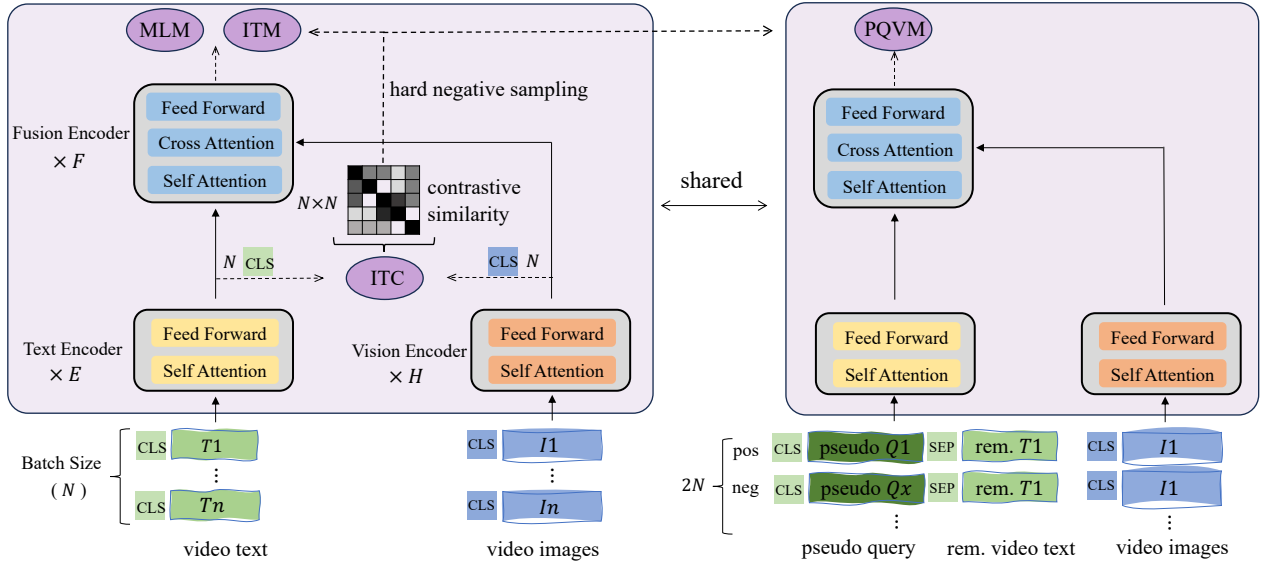 MLM
ITM
PQVM
hard negative sampling
Fusion Encoder
× F
Feed Forward
Cross Attention
Self Attention
Feed Forward
Cross Attention
Self Attention
N×N
contrastive
similarity
shared
N CLS
ITC
CLS N
Text Encoder
× E
Feed Forward
Self Attention
Vision Encoder
× H
Feed Forward
Self Attention
Feed Forward
Self Attention
Feed Forward
Self Attention
Batch Size
( N )
CLS T1
⋮
CLS Tn
video text
CLS I1
⋮
CLS In
video images
2N
pos CLS pseudo Q1 SEP rem. T1 CLS I1
neg CLS pseudo Qx SEP rem. T1 CLS I1
⋮ ⋮
pseudo query rem. video text video images